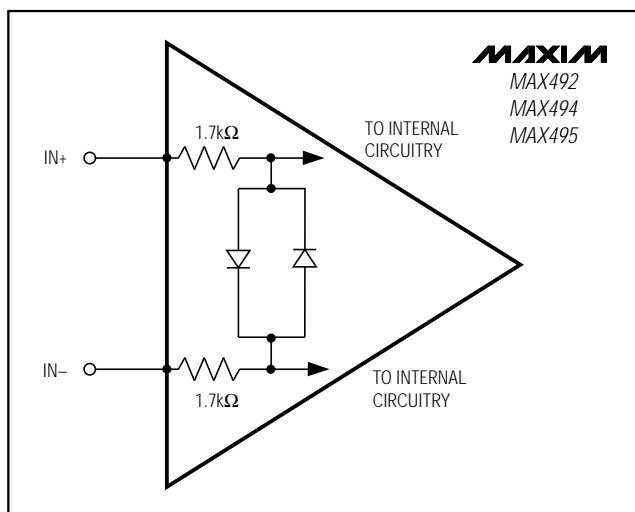 MAXIM
MAX492
MAX494
MAX495
1.7kΩ
TO INTERNAL
CIRCUITRY
IN+
IN–
TO INTERNAL
CIRCUITRY
1.7kΩ